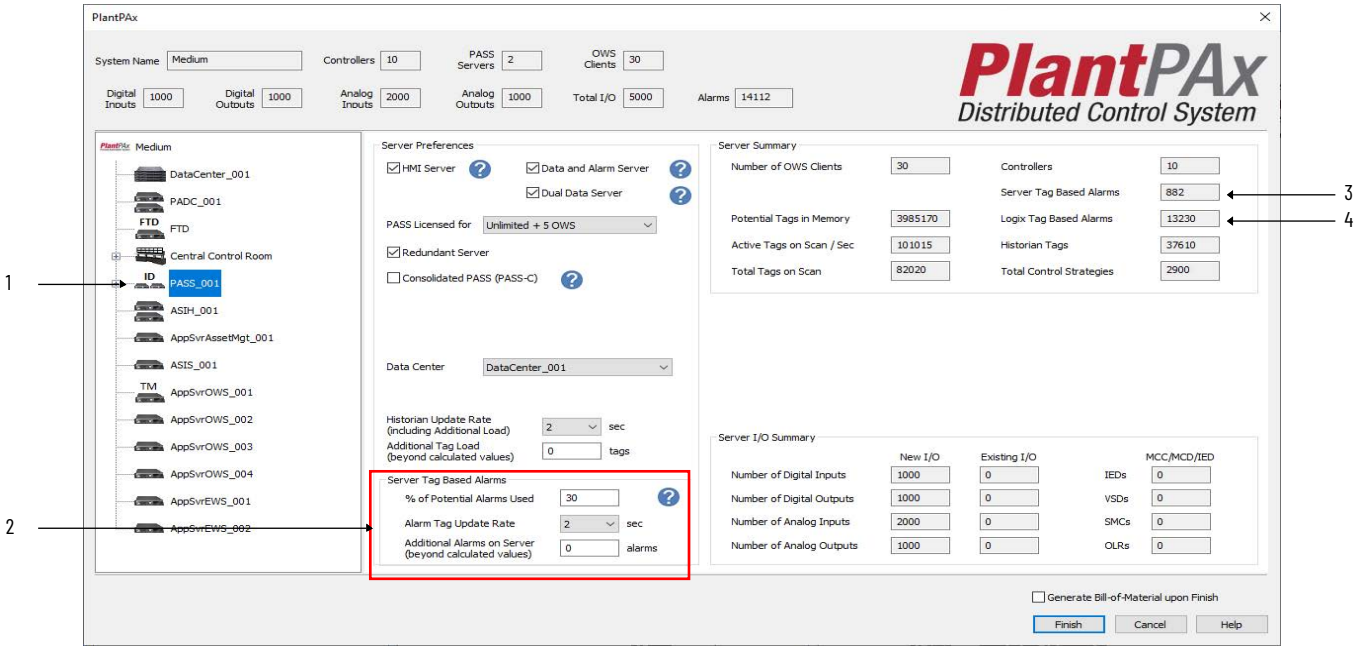 PlantPAx
System Name Medium Controllers 10 PASS Servers 2 OWS Clients 30
Digital Inputs 1000 Digital Outputs 1000 Analog Inputs 2000 Analog Outputs 1000 Total I/O 5000 Alarms 14112
PlantPAx
Distributed Control System
PlantPAx Medium
DataCenter_001
PADC_001
FTD FTD
Central Control Room
1 ID PASS_001
ASIH_001
AppSvrAssetMgt_001
ASIS_001
TM AppSvrOWS_001
AppSvrOWS_002
AppSvrOWS_003
AppSvrOWS_004
AppSvrEWS_001
2 AppSvrEWS_002
Server Preferences
HMI Server ? Data and Alarm Server ?
Dual Data Server ?
PASS Licensed for Unlimited + 5 OWS
Redundant Server
Consolidated PASS (PASS-C) ?
Data Center DataCenter_001
Historian Update Rate
(including Additional Load) 2 sec
Additional Tag Load
(beyond calculated values) 0 tags
Server Tag Based Alarms
% of Potential Alarms Used 30 ?
Alarm Tag Update Rate 2 sec
Additional Alarms on Server
(beyond calculated values) 0 alarms
Server Summary
Number of OWS Clients 30 Controllers 10
Server Tag Based Alarms 882 3
Potential Tags in Memory 3985170 Logix Tag Based Alarms 13230 4
Active Tags on Scan / Sec 101015 Historian Tags 37610
Total Tags on Scan 82020 Total Control Strategies 2900
Server I/O Summary
New I/O Existing I/O MCC/MCD/IED
Number of Digital Inputs 1000 0 IEDs 0
Number of Digital Outputs 1000 0 VSDs 0
Number of Analog Inputs 2000 0 SMCs 0
Number of Analog Outputs 1000 0 OLRs 0
Generate Bill-of-Material upon Finish
Finish Cancel Help